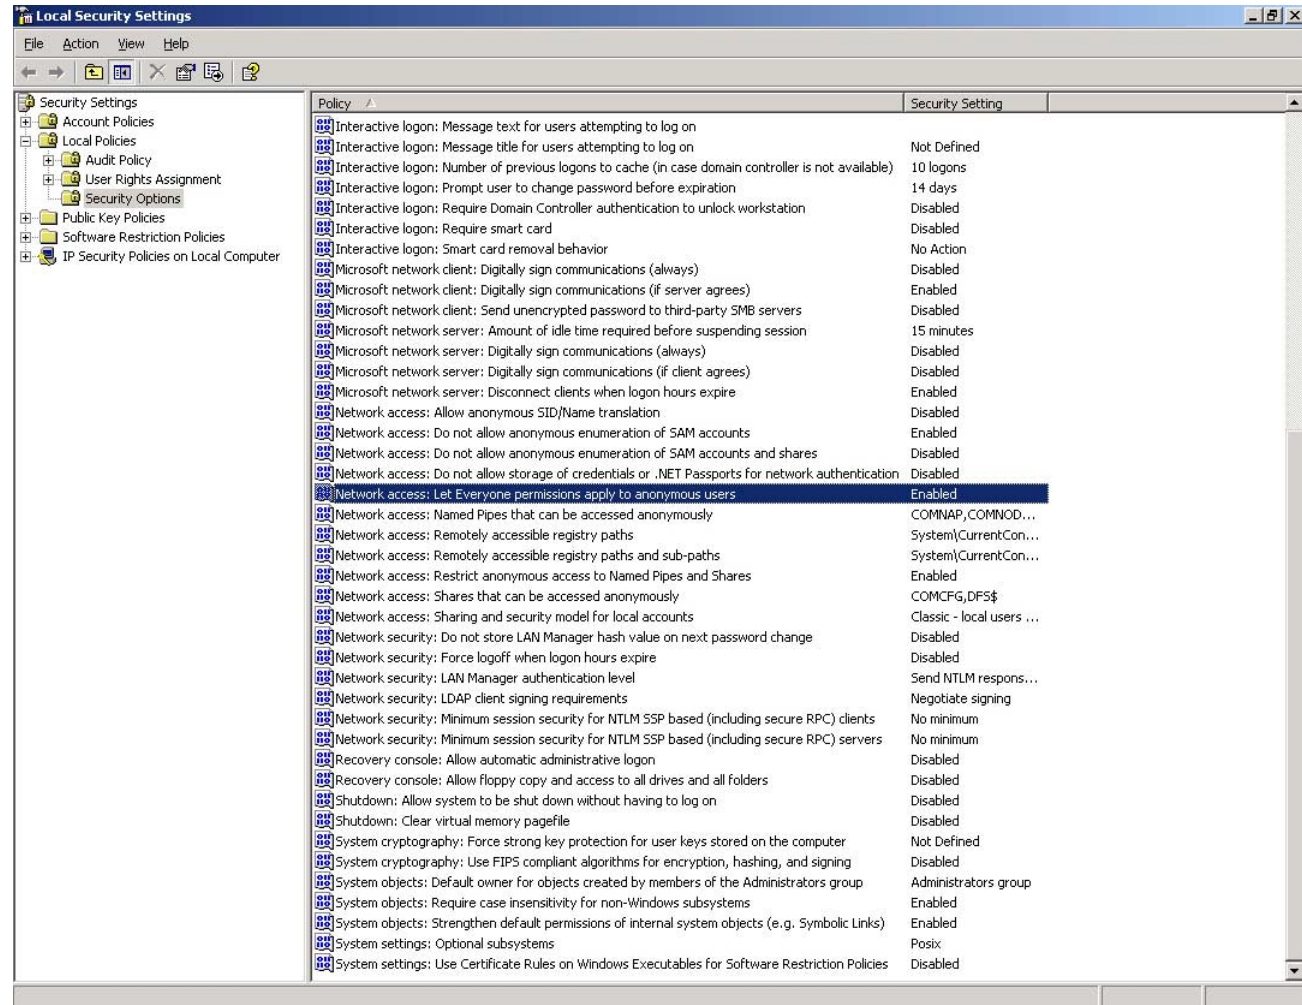 Local Security Settings
File Action View Help
Security Settings
Account Policies
Local Policies
Audit Policy
User Rights Assignment
Security Options
Public Key Policies
Software Restriction Policies
IP Security Policies on Local Computer
Policy Security Setting
Interactive logon: Message text for users attempting to log on
Interactive logon: Message title for users attempting to log on Not Defined
Interactive logon: Number of previous logons to cache (in case domain controller is not available) 10 logons
Interactive logon: Prompt user to change password before expiration 14 days
Interactive logon: Require Domain Controller authentication to unlock workstation Disabled
Interactive logon: Require smart card Disabled
Interactive logon: Smart card removal behavior No Action
Microsoft network client: Digitally sign communications (always) Disabled
Microsoft network client: Digitally sign communications (if server agrees) Enabled
Microsoft network client: Send unencrypted password to third-party SMB servers Disabled
Microsoft network server: Amount of idle time required before suspending session 15 minutes
Microsoft network server: Digitally sign communications (always) Disabled
Microsoft network server: Digitally sign communications (if client agrees) Disabled
Microsoft network server: Disconnect clients when logon hours expire Enabled
Network access: Allow anonymous SID/Name translation Disabled
Network access: Do not allow anonymous enumeration of SAM accounts Enabled
Network access: Do not allow anonymous enumeration of SAM accounts and shares Disabled
Network access: Do not allow storage of credentials or .NET Passports for network authentication Disabled
Network access: Let Everyone permissions apply to anonymous users Enabled
Network access: Named Pipes that can be accessed anonymously COMNAP,COMNOD...
Network access: Remotely accessible registry paths System\CurrentCon...
Network access: Remotely accessible registry paths and sub-paths System\CurrentCon...
Network access: Restrict anonymous access to Named Pipes and Shares Enabled
Network access: Shares that can be accessed anonymously COMCFG,DFS$
Network access: Sharing and security model for local accounts Classic - local users ...
Network security: Do not store LAN Manager hash value on next password change Disabled
Network security: Force logoff when logon hours expire Disabled
Network security: LAN Manager authentication level Send NTLM respons...
Network security: LDAP client signing requirements Negotiate signing
Network security: Minimum session security for NTLM SSP based (including secure RPC) clients No minimum
Network security: Minimum session security for NTLM SSP based (including secure RPC) servers No minimum
Recovery console: Allow automatic administrative logon Disabled
Recovery console: Allow floppy copy and access to all drives and all folders Disabled
Shutdown: Allow system to be shut down without having to log on Disabled
Shutdown: Clear virtual memory pagefile Disabled
System cryptography: Force strong key protection for user keys stored on the computer Not Defined
System cryptography: Use FIPS compliant algorithms for encryption, hashing, and signing Disabled
System objects: Default owner for objects created by members of the Administrators group Administrators group
System objects: Require case insensitivity for non-Windows subsystems Enabled
System objects: Strengthen default permissions of internal system objects (e.g. Symbolic Links) Enabled
System settings: Optional subsystems Posix
System settings: Use Certificate Rules on Windows Executables for Software Restriction Policies Disabled